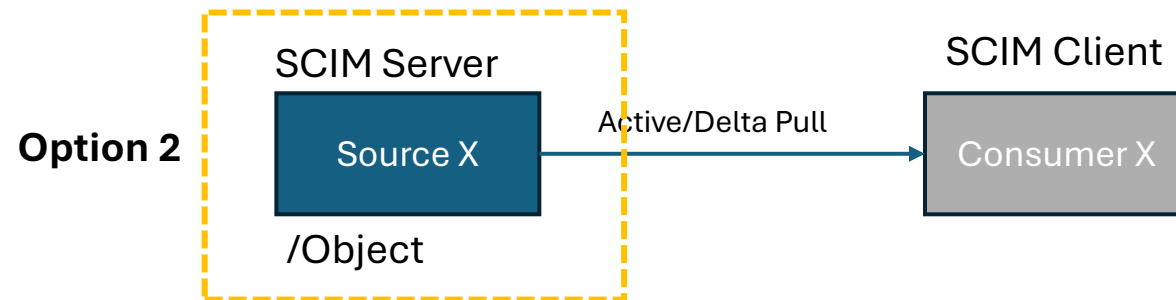 SCIM Server
SCIM Client
Active/Delta Pull
Option 2
Source X
Consumer X
/Object